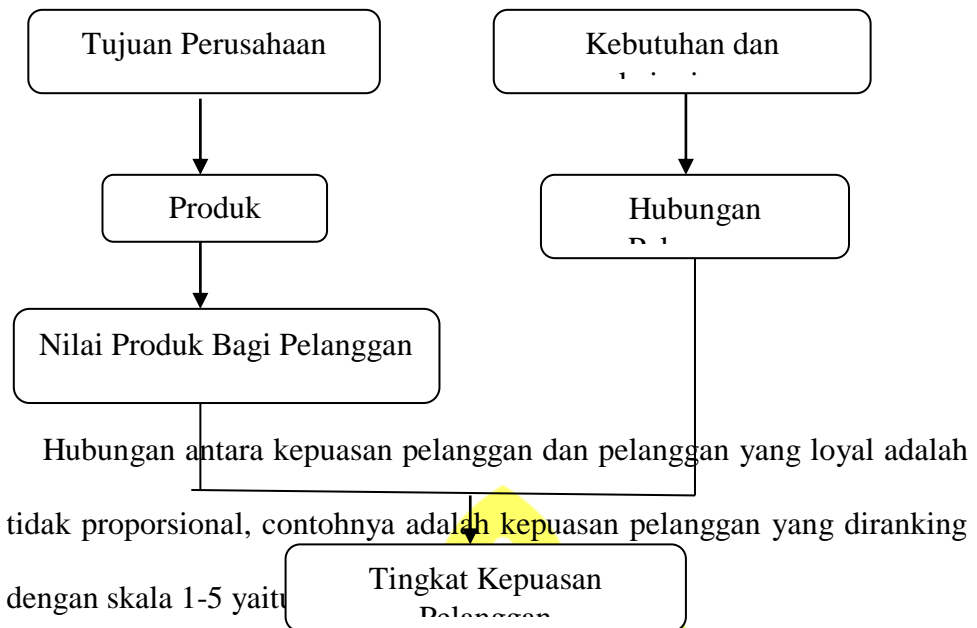 Tujuan Perusahaan
Kebutuhan dan
Produk
Hubungan
Nilai Produk Bagi Pelanggan
Hubungan antara kepuasan pelanggan dan pelanggan yang loyal adalah
tidak proporsional, contohnya adalah kepuasan pelanggan yang diranking
dengan skala 1-5 yaitu
Tingkat Kepuasan
Pelanggan